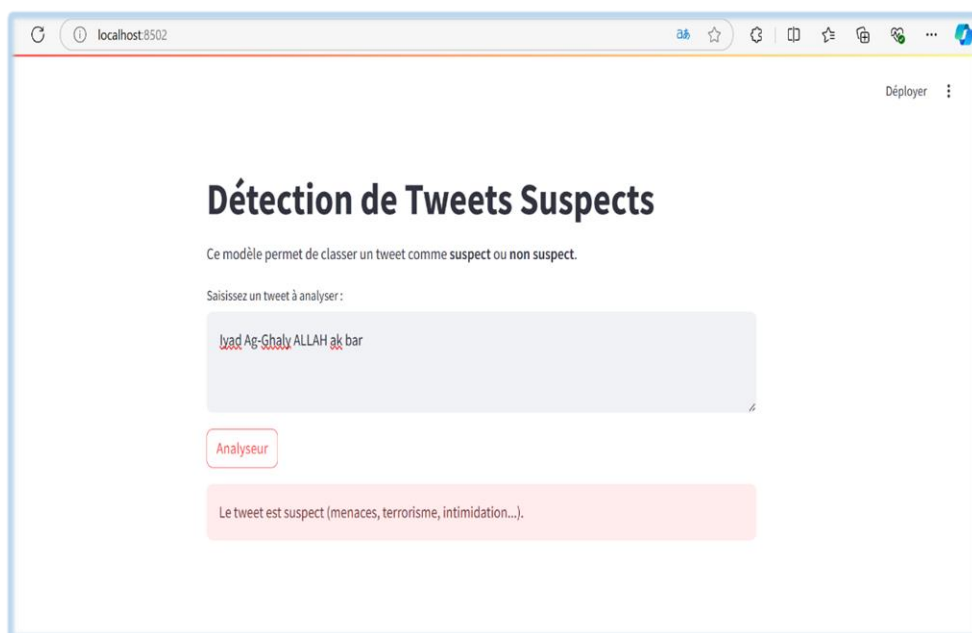 localhost:8502
Déployer
Détection de Tweets Suspects
Ce modèle permet de classer un tweet comme suspect ou non suspect.
Saisissez un tweet à analyser :
Iyad Ag-Ghaly ALLAH ak bar
Analyseur
Le tweet est suspect (menaces, terrorisme, intimidation...).